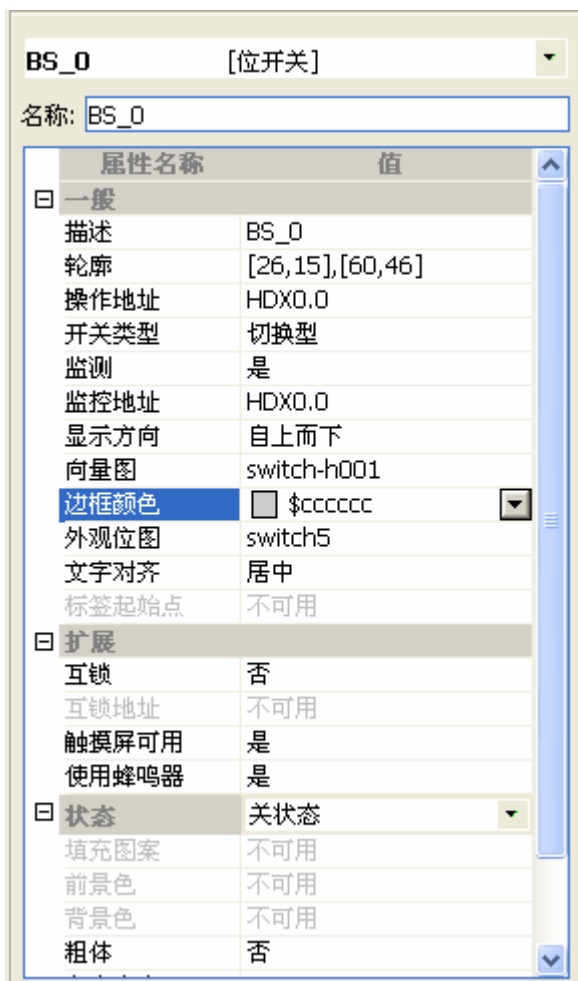 BS_0 [位开关]
名称: BS_0
属性名称 值
一般
描述 BS_0
轮廓 [26,15],[60,46]
操作地址 HDX0.0
开关类型 切换型
监测 是
监控地址 HDX0.0
显示方向 自上而下
向量图 switch-h001
边框颜色 $cccccc
外观位图 switch5
文字对齐 居中
标签起始点 不可用
扩展
互锁 否
互锁地址 不可用
触摸屏可用 是
使用蜂鸣器 是
状态 关状态
填充图案 不可用
前景色 不可用
背景色 不可用
粗体 否